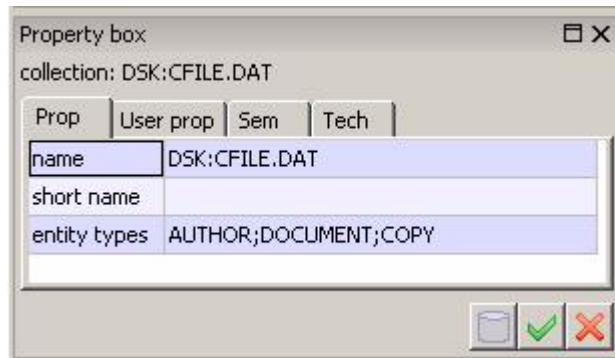 Property box
collection: DSK:CFILE.DAT
Prop User prop Sem Tech
name DSK:CFILE.DAT
short name
entity types AUTHOR;DOCUMENT;COPY